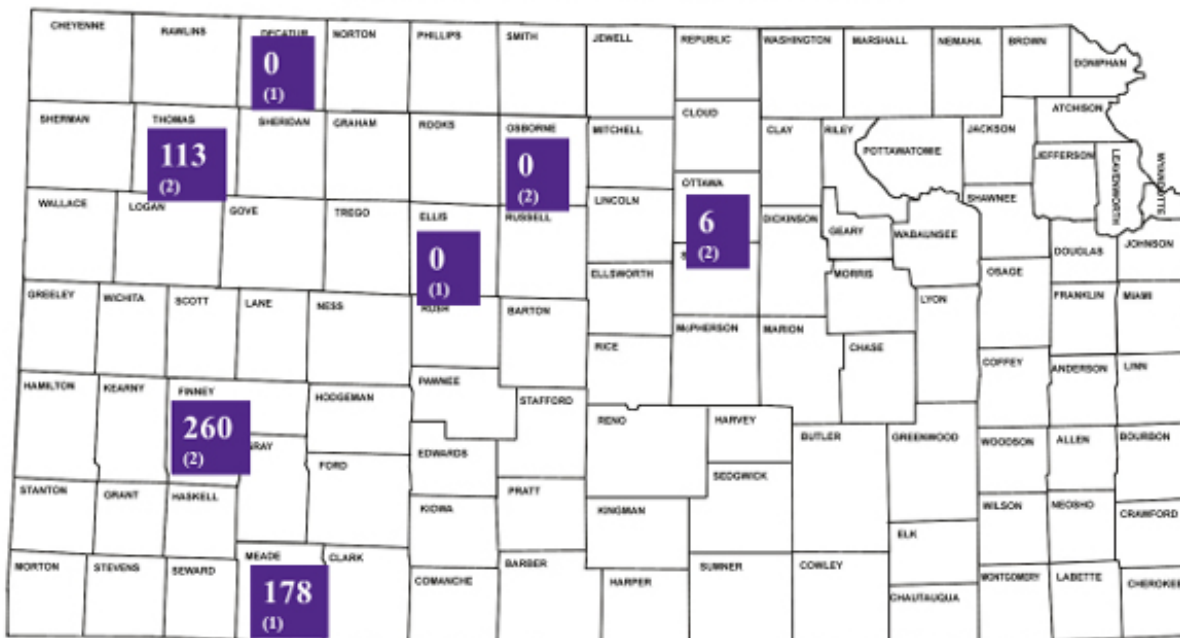 CHEYENNE RAWLINS DECATUR NORTON PHILLIPS SMITH JEWELL REPUBLIC WASHINGTON MARSHALL NEMAHA BROWN DONIPHAN
0
(1)
SHERMAN THOMAS SHERIDAN GRAHAM ROOKS OSBORNE MITCHELL CLOUD CLAY RILEY POTTAWATOMIE JACKSON ATCHISON
113
(2)
0
(2)
JEFFERSON LEAVENWORTH WYANDOTTE
WALLACE LOGAN GOVE TREGO ELLIS RUSSELL LINCOLN OTTAWA DICKINSON GEARY WABAUNSEE SHAWNEE DOUGLAS JOHNSON
6
(2)
0
(1)
ELLSWORTH S MORRIS OSAGE
GREELEY WICHITA SCOTT LANE NESS RUSH BARTON RICE McPHERSON MARION CHASE LYON FRANKLIN MIAMI
HAMILTON KEARNY FINNEY HODGEMAN PAWNEE STAFFORD RENO HARVEY BUTLER GREENWOOD COFFEY ANDERSON LINN
260
(2)
GRAY FORD EDWARDS SEDGWICK WOODSON ALLEN BOURBON
STANTON GRANT HASKELL KIOWA PRATT KINGMAN ELK WILSON NEOSHO CRAWFORD
MORTON STEVENS SEWARD MEADE CLARK COMANCHE BARBER HARPER SUMNER COWLEY CHAUTAUQUA MONTGOMERY LABETTE CHEROKEE
178
(1)